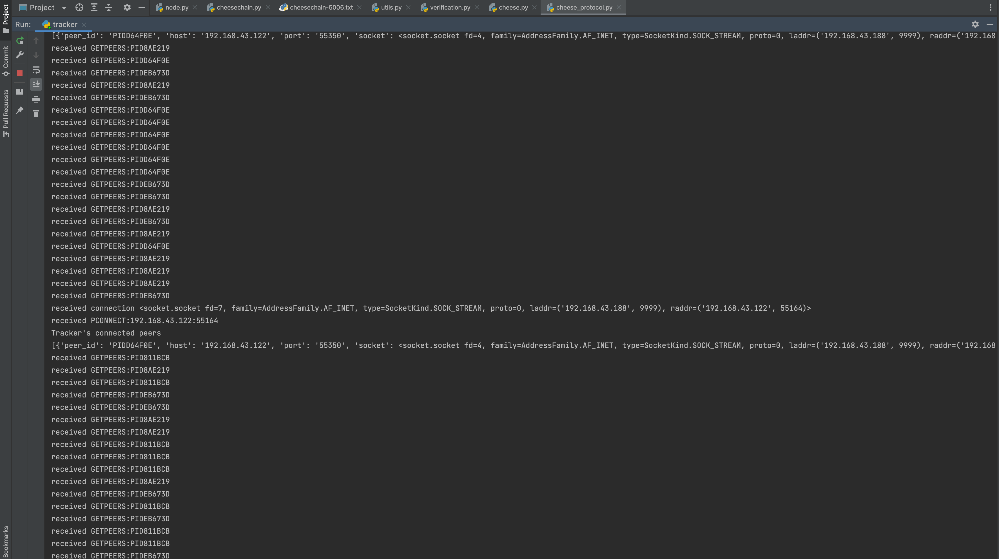 Project
node.py
cheesechain.py
cheesechain-5006.txt
utils.py
verification.py
cheese.py
cheese_protocol.py
Project
Commit
Pull Requests
Bookmarks
Run:
tracker
[{'peer_id': 'PIDD64F0E', 'host': '192.168.43.122', 'port': '55350', 'socket': <socket.socket fd=4, family=AddressFamily.AF_INET, type=SocketKind.SOCK_STREAM, proto=0, laddr=('192.168.43.188', 9999), raddr=('192.168.
received GETPEERS:PID8AE219
received GETPEERS:PIDD64F0E
received GETPEERS:PIDEB673D
received GETPEERS:PID8AE219
received GETPEERS:PIDEB673D
received GETPEERS:PIDD64F0E
received GETPEERS:PIDD64F0E
received GETPEERS:PIDD64F0E
received GETPEERS:PIDD64F0E
received GETPEERS:PIDD64F0E
received GETPEERS:PIDD64F0E
received GETPEERS:PIDEB673D
received GETPEERS:PIDEB673D
received GETPEERS:PID8AE219
received GETPEERS:PIDEB673D
received GETPEERS:PID8AE219
received GETPEERS:PIDD64F0E
received GETPEERS:PID8AE219
received GETPEERS:PID8AE219
received GETPEERS:PID8AE219
received GETPEERS:PIDEB673D
received connection <socket.socket fd=7, family=AddressFamily.AF_INET, type=SocketKind.SOCK_STREAM, proto=0, laddr=('192.168.43.188', 9999), raddr=('192.168.43.122', 55164)>
received PCONNECT:192.168.43.122:55164
Tracker's connected peers
[{'peer_id': 'PIDD64F0E', 'host': '192.168.43.122', 'port': '55350', 'socket': <socket.socket fd=4, family=AddressFamily.AF_INET, type=SocketKind.SOCK_STREAM, proto=0, laddr=('192.168.43.188', 9999), raddr=('192.168.
received GETPEERS:PID811BCB
received GETPEERS:PID8AE219
received GETPEERS:PID811BCB
received GETPEERS:PIDEB673D
received GETPEERS:PIDEB673D
received GETPEERS:PID8AE219
received GETPEERS:PID8AE219
received GETPEERS:PID811BCB
received GETPEERS:PID811BCB
received GETPEERS:PID811BCB
received GETPEERS:PID8AE219
received GETPEERS:PIDEB673D
received GETPEERS:PID811BCB
received GETPEERS:PIDEB673D
received GETPEERS:PID811BCB
received GETPEERS:PID811BCB
received GETPEERS:PIDEB673D